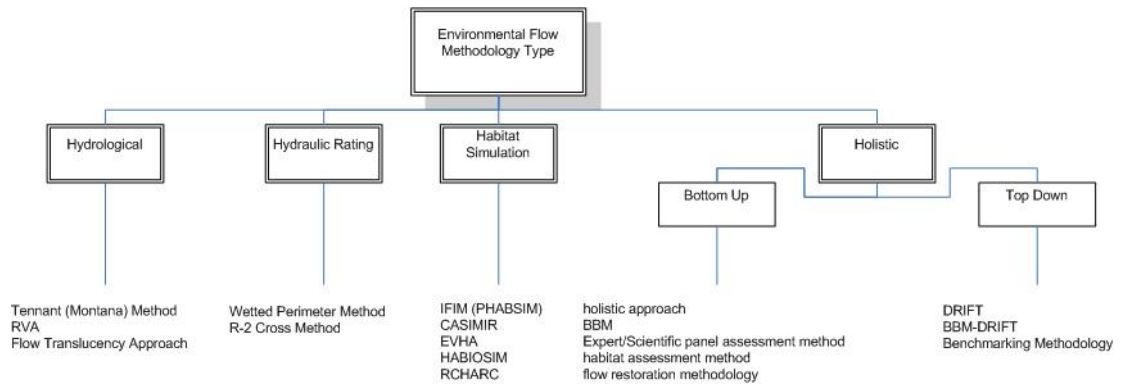 Environmental Flow
Methodology Type
Hydrological
Hydraulic Rating
Habitat
Simulation
Holistic
Bottom Up
Top Down
Tennant (Montana) Method
RVA
Flow Translucency Approach
Wetted Perimeter Method
R-2 Cross Method
IFIM (PHABSIM)
CASIMIR
EVHA
HABIOSIM
RCHARC
holistic approach
BBM
Expert/Scientific panel assessment method
habitat assessment method
flow restoration methodology
DRIFT
BBM-DRIFT
Benchmarking Methodology